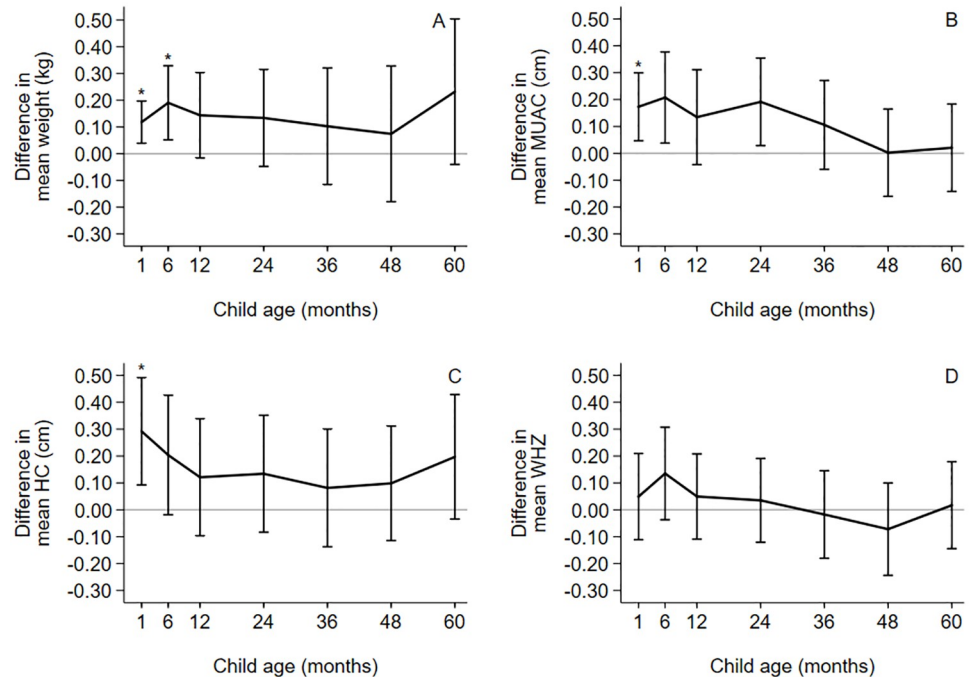 A
Difference in
mean weight (kg)
0.50
0.40
0.30
0.20
0.10
0.00
-0.10
-0.20
-0.30
*
*
1 6 12 24 36 48 60
Child age (months)
B
Difference in
mean MUAC (cm)
0.50
0.40
0.30
0.20
0.10
0.00
-0.10
-0.20
-0.30
*
1 6 12 24 36 48 60
Child age (months)
C
Difference in
mean HC (cm)
0.50
0.40
0.30
0.20
0.10
0.00
-0.10
-0.20
-0.30
*
1 6 12 24 36 48 60
Child age (months)
D
Difference in
mean WHZ
0.50
0.40
0.30
0.20
0.10
0.00
-0.10
-0.20
-0.30
1 6 12 24 36 48 60
Child age (months)